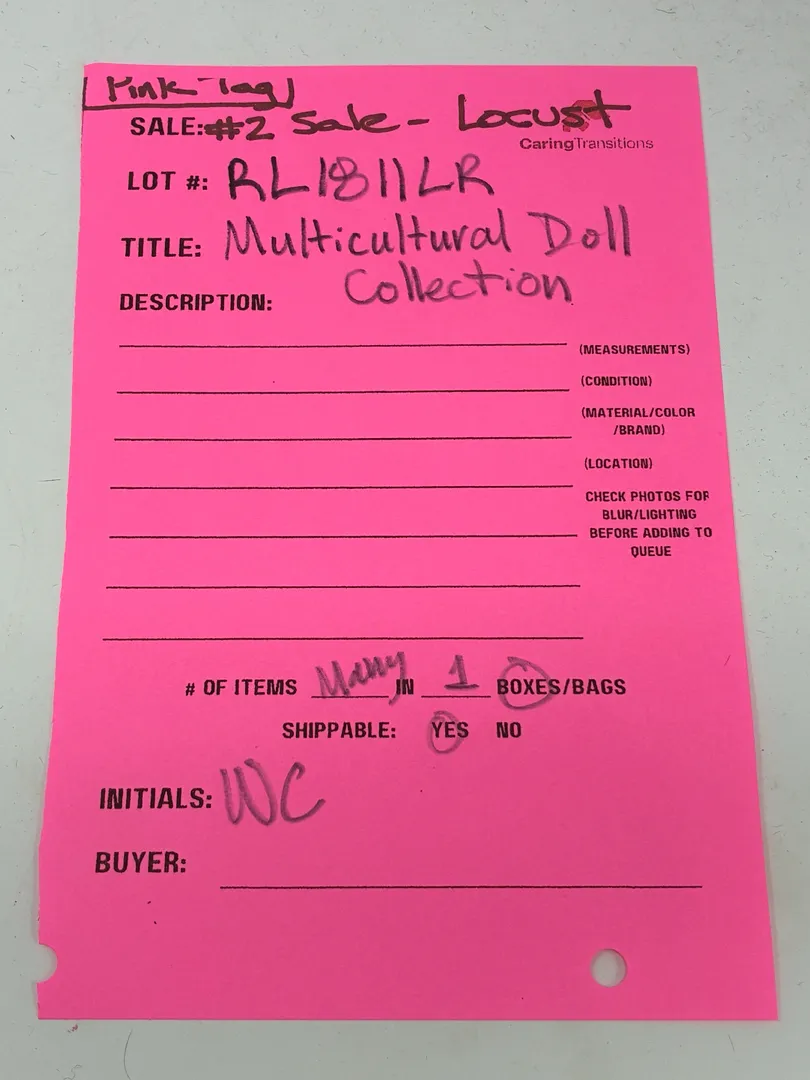 Pink Tag
SALE: #2 Sale - Locust
CaringTransitions
LOT #: RL1811LR
TITLE: Multicultural Doll
Collection
DESCRIPTION:
(MEASUREMENTS)
(CONDITION)
(MATERIAL/COLOR
/BRAND)
(LOCATION)
CHECK PHOTOS FOR
BLUR/LIGHTING
BEFORE ADDING TO
QUEUE
# OF ITEMS Many IN 1 BOXES/BAGS
SHIPPABLE: YES NO
INITIALS: WC
BUYER: